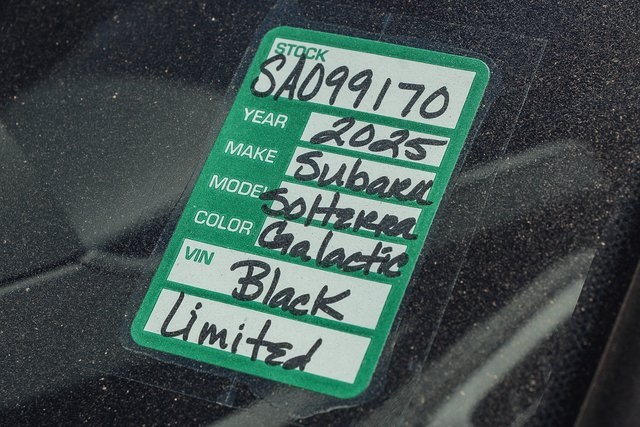 STOCK
SA099170
YEAR 2025
MAKE Subaru
MODEL Solterra
COLOR Galactic
VIN Black
Limited